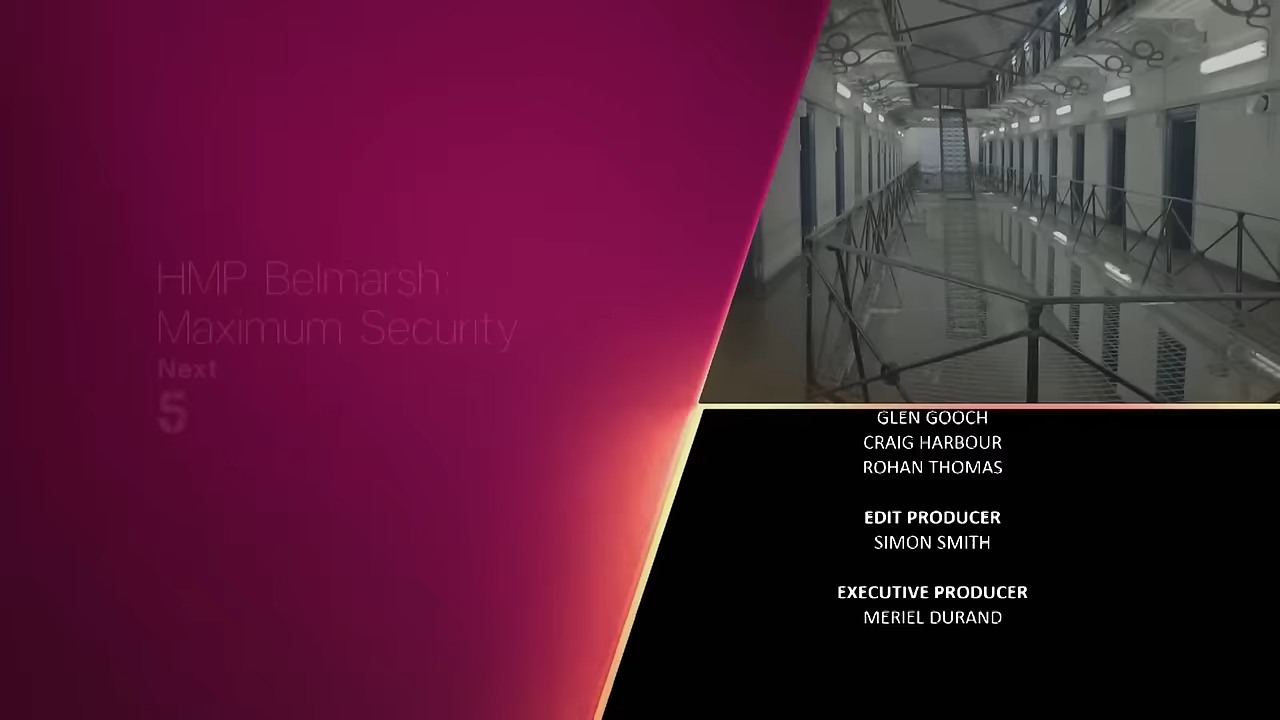 HMP Belmarsh:
Maximum Security
Next
5
GLEN GOOCH
CRAIG HARBOUR
ROHAN THOMAS
EDIT PRODUCER
SIMON SMITH
EXECUTIVE PRODUCER
MERIEL DURAND